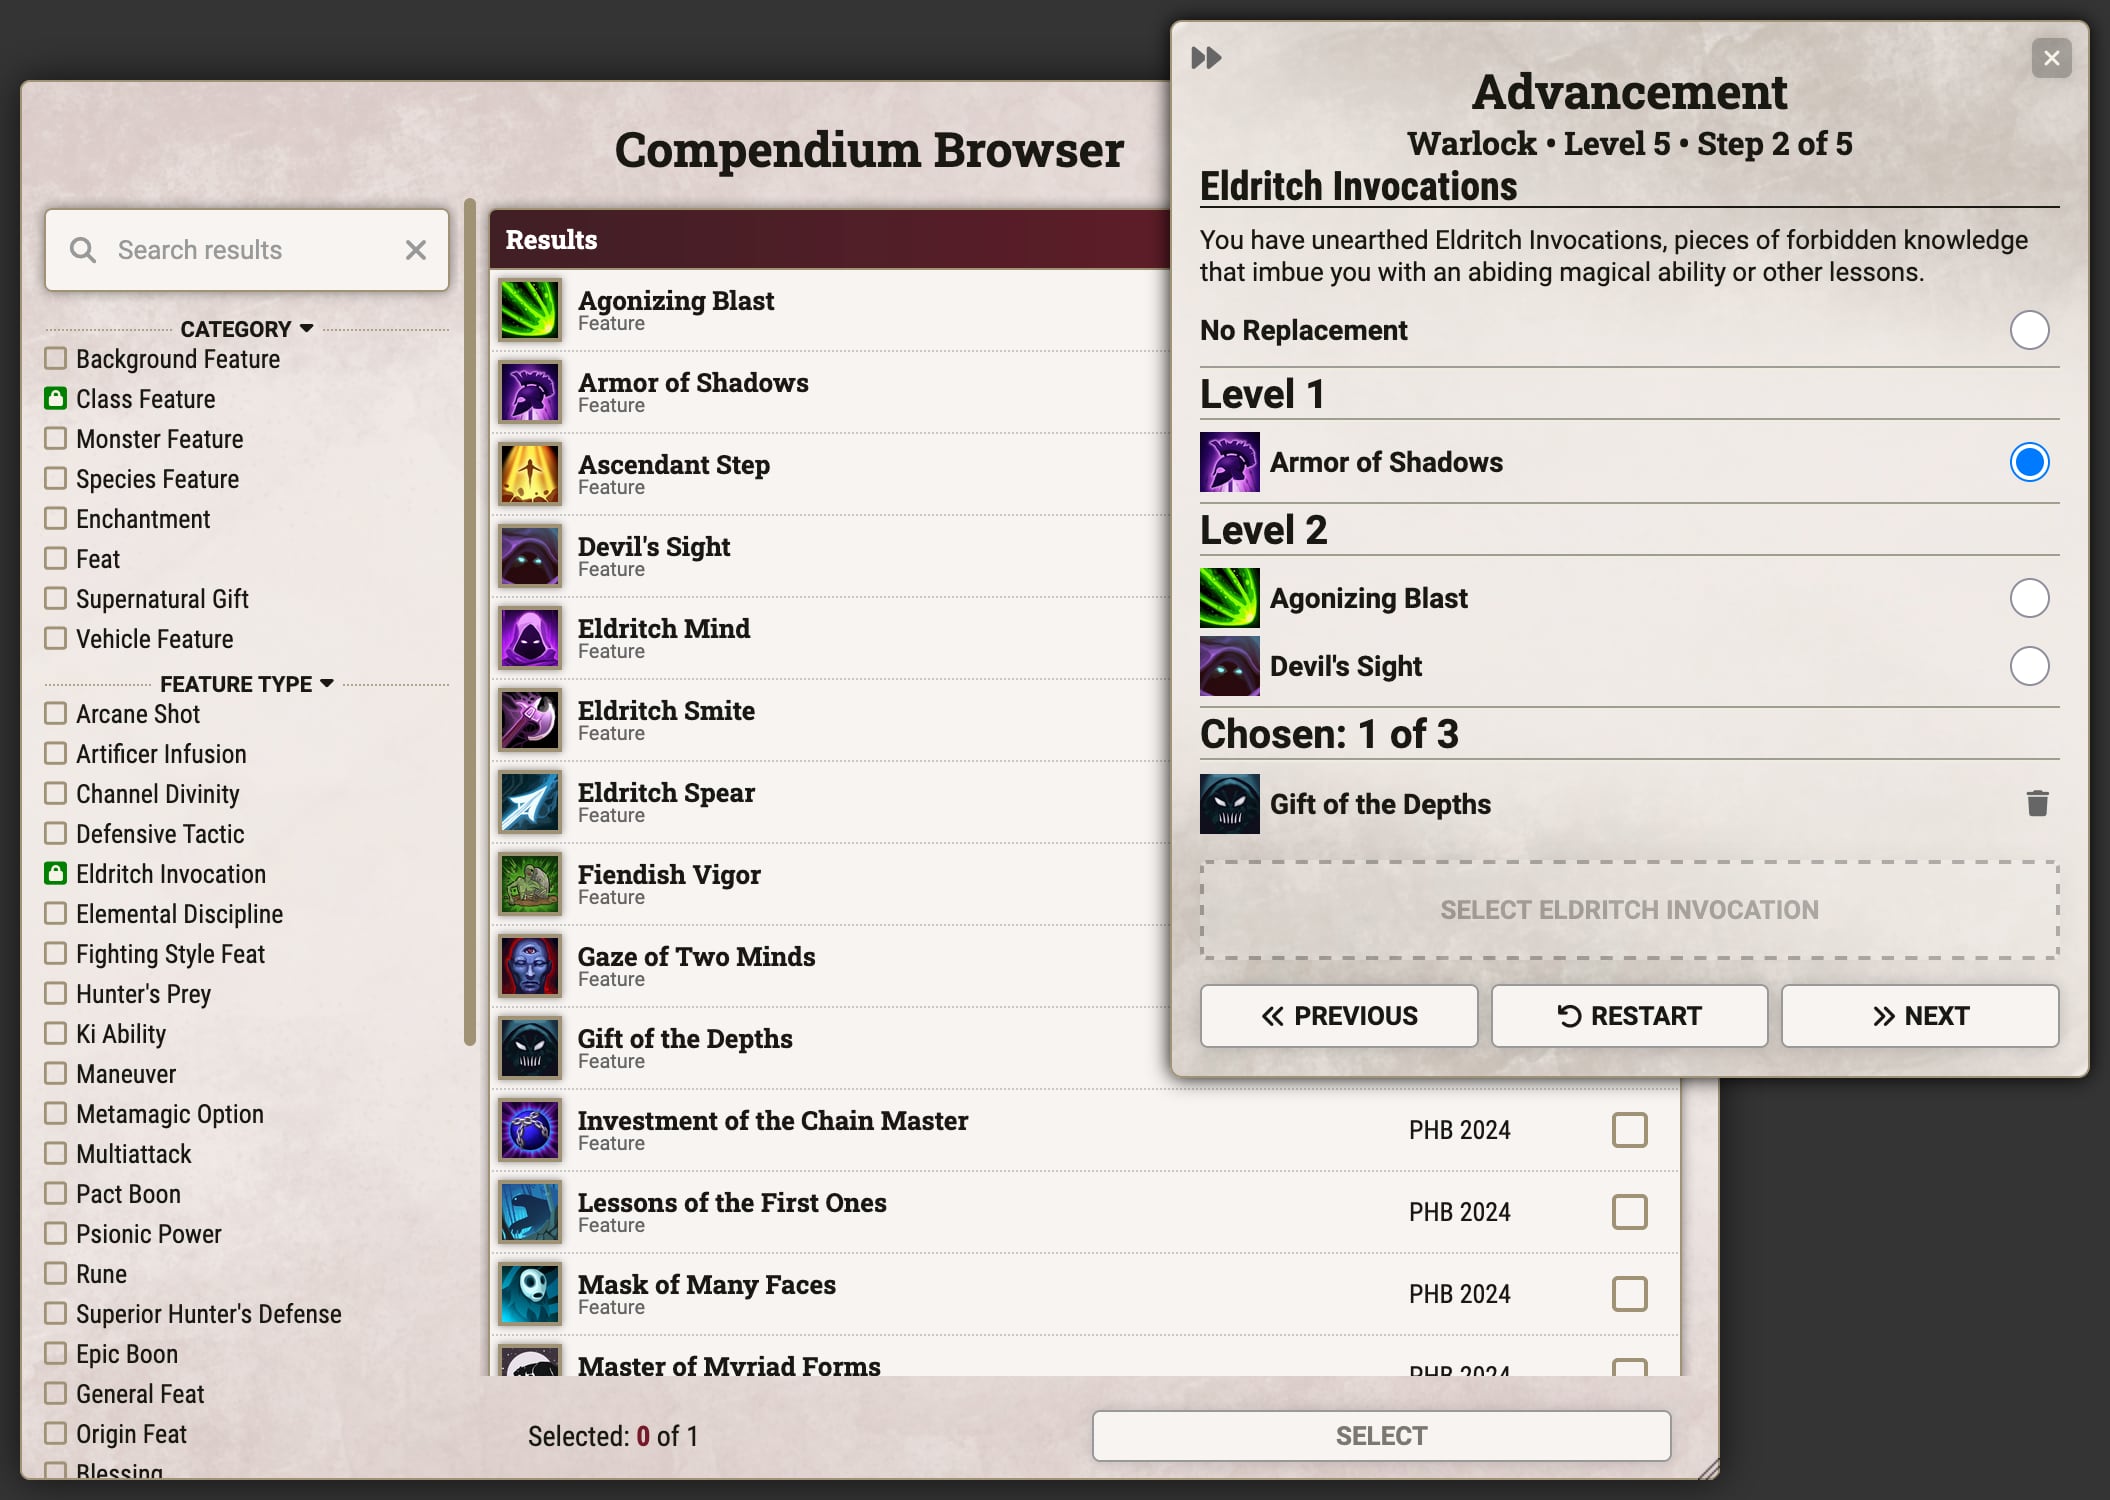 Compendium Browser
Search results
CATEGORY
Background Feature
Class Feature
Monster Feature
Species Feature
Enchantment
Feat
Supernatural Gift
Vehicle Feature
FEATURE TYPE
Arcane Shot
Artificer Infusion
Channel Divinity
Defensive Tactic
Eldritch Invocation
Elemental Discipline
Fighting Style Feat
Hunter's Prey
Ki Ability
Maneuver
Metamagic Option
Multiattack
Pact Boon
Psionic Power
Rune
Superior Hunter's Defense
Epic Boon
General Feat
Origin Feat
Blessing
Results
Agonizing Blast
Feature
Armor of Shadows
Feature
Ascendant Step
Feature
Devil's Sight
Feature
Eldritch Mind
Feature
Eldritch Smite
Feature
Eldritch Spear
Feature
Fiendish Vigor
Feature
Gaze of Two Minds
Feature
Gift of the Depths
Feature
Investment of the Chain Master
Feature
PHB 2024
Lessons of the First Ones
Feature
PHB 2024
Mask of Many Faces
Feature
PHB 2024
Master of Myriad Forms
PHB 2024
Selected: 0 of 1
SELECT
Advancement
Warlock • Level 5 • Step 2 of 5
Eldritch Invocations
You have unearthed Eldritch Invocations, pieces of forbidden knowledge
that imbue you with an abiding magical ability or other lessons.
No Replacement
Level 1
Armor of Shadows
Level 2
Agonizing Blast
Devil's Sight
Chosen: 1 of 3
Gift of the Depths
SELECT ELDRITCH INVOCATION
PREVIOUS
RESTART
NEXT